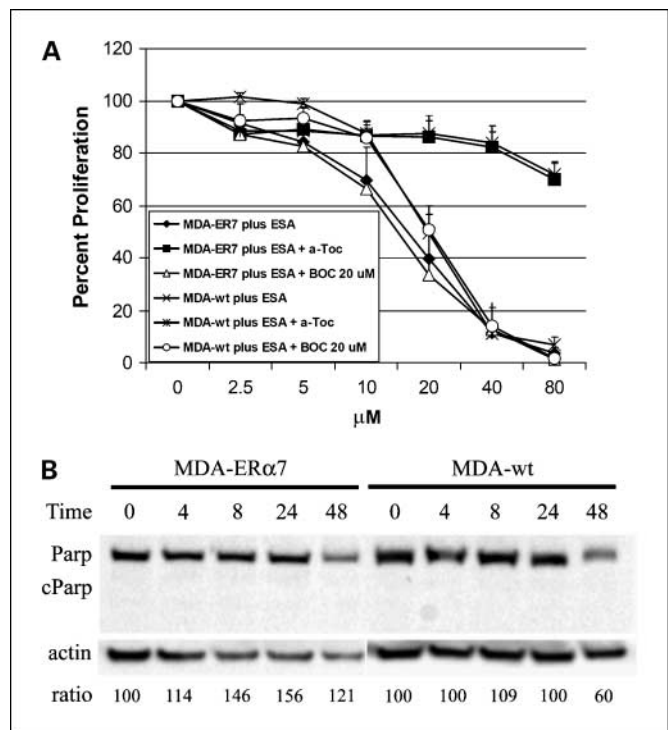 A
120
100
80
60
40
20
0
Percent Proliferation
MDA-ER7 plus ESA
MDA-ER7 plus ESA + a-Toc
MDA-ER7 plus ESA + BOC 20 uM
MDA-wt plus ESA
MDA-wt plus ESA + a-Toc
MDA-wt plus ESA + BOC 20 uM
0 2.5 5 10 20 40 80
μM
B
MDA-ERα7 MDA-wt
Time 0 4 8 24 48 0 4 8 24 48
Parp
cParp
actin
ratio 100 114 146 156 121 100 100 109 100 60